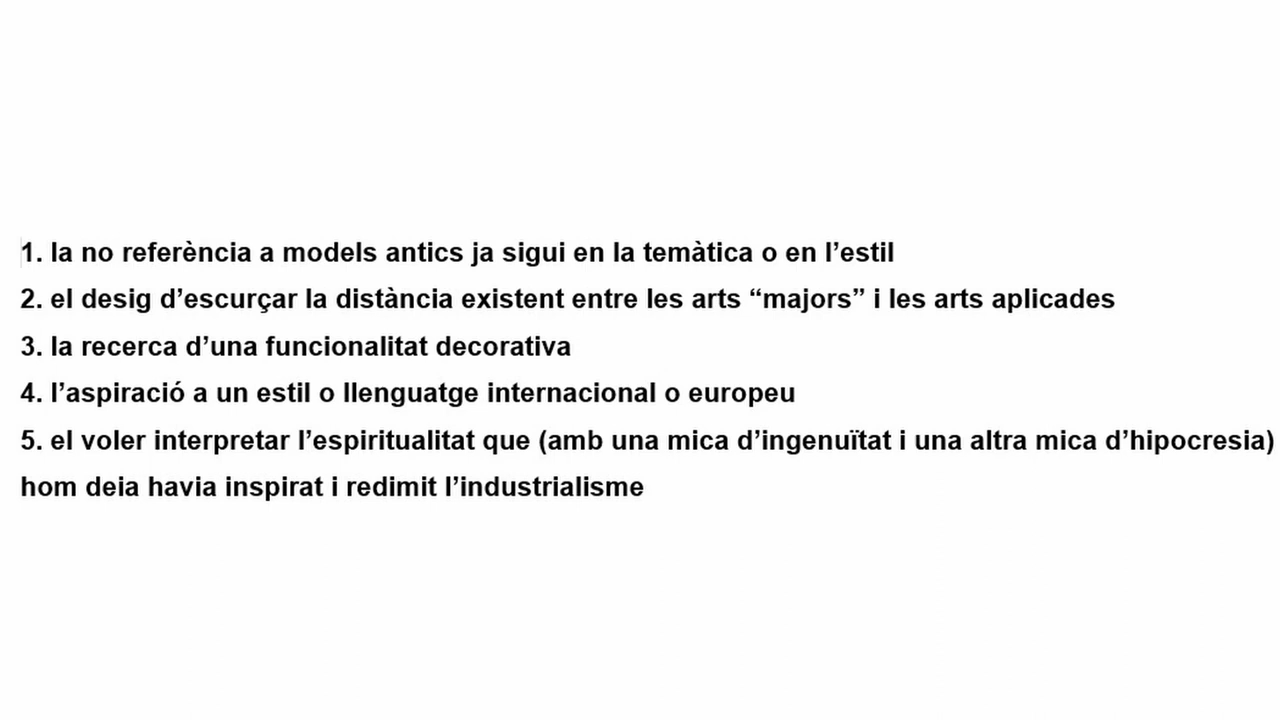 1. la no referència a models antics ja sigui en la temàtica o en l’estil
2. el desig d’escurçar la distància existent entre les arts “majors” i les arts aplicades
3. la recerca d’una funcionalitat decorativa
4. l’aspiració a un estil o llenguatge internacional o europeu
5. el voler interpretar l’espiritualitat que (amb una mica d’ingenuïtat i una altra mica d’hipocresia)
hom deia havia inspirat i redimit l’industrialisme